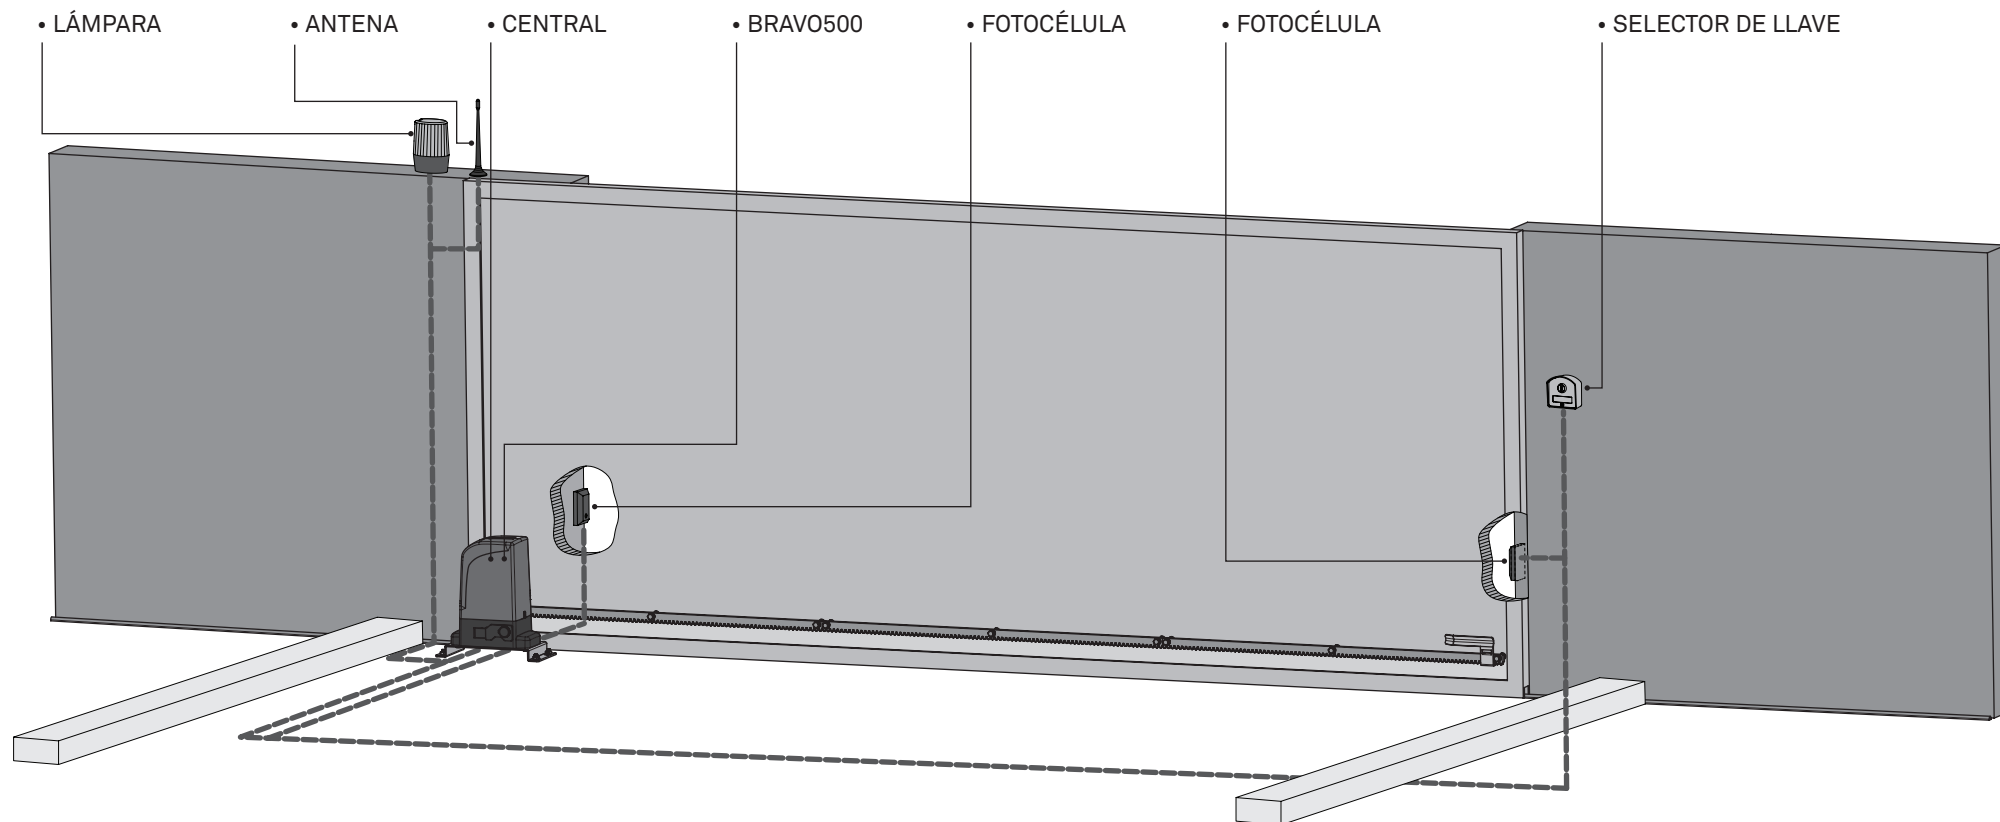 • LÁMPARA
• ANTENA
• CENTRAL
• BRAVO500
• FOTOCÉLULA
• FOTOCÉLULA
• SELECTOR DE LLAVE